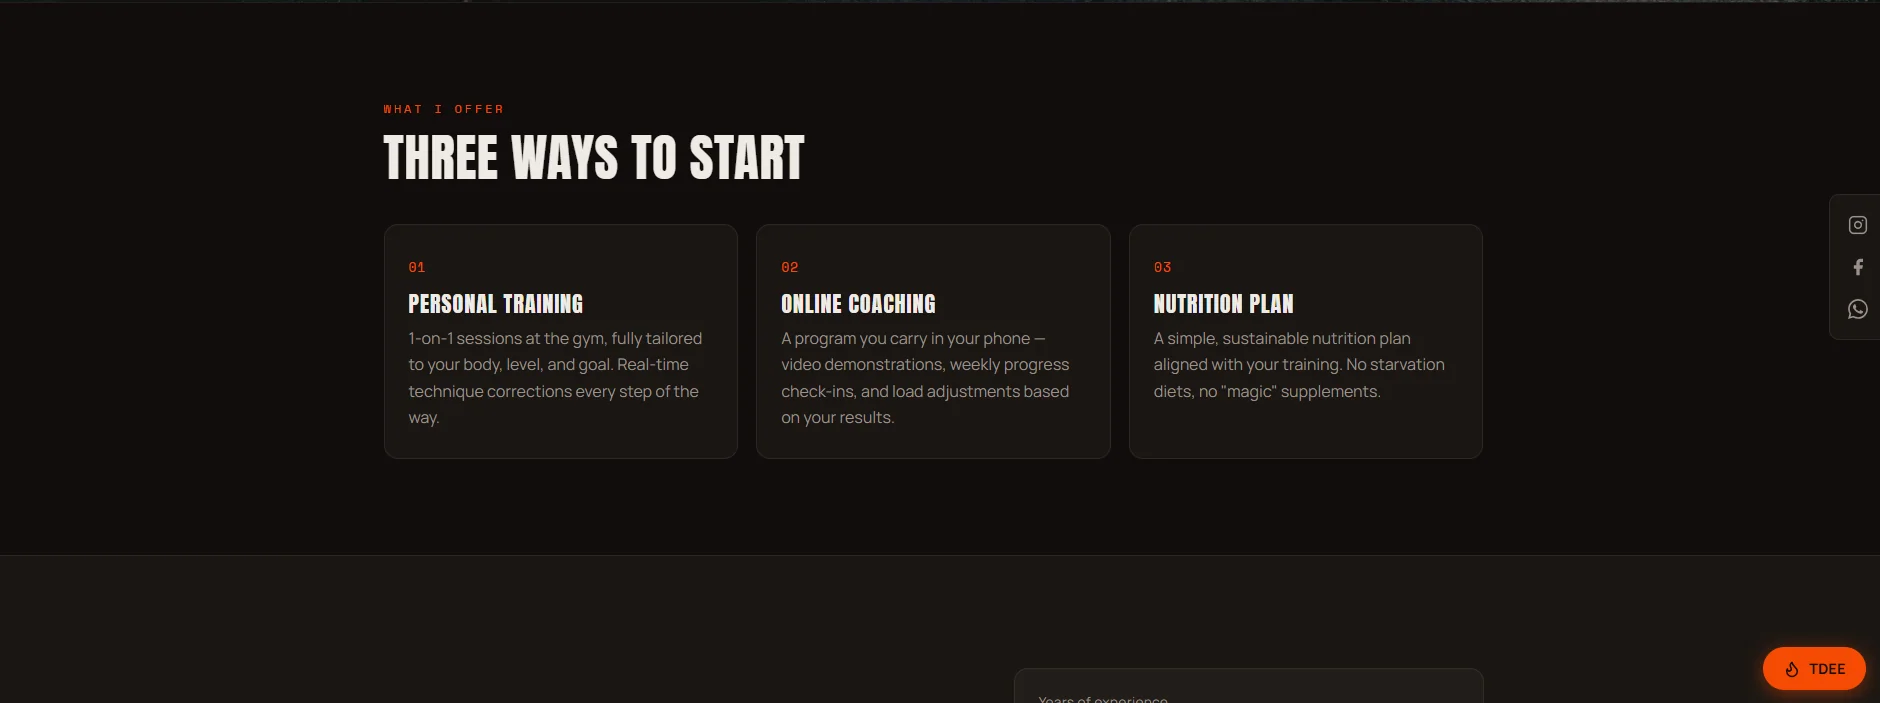 WHAT I OFFER
THREE WAYS TO START
01
PERSONAL TRAINING
1-on-1 sessions at the gym, fully tailored
to your body, level, and goal. Real-time
technique corrections every step of the
way.
02
ONLINE COACHING
A program you carry in your phone —
video demonstrations, weekly progress
check-ins, and load adjustments based
on your results.
03
NUTRITION PLAN
A simple, sustainable nutrition plan
aligned with your training. No starvation
diets, no "magic" supplements.
Years of experience
TDEE